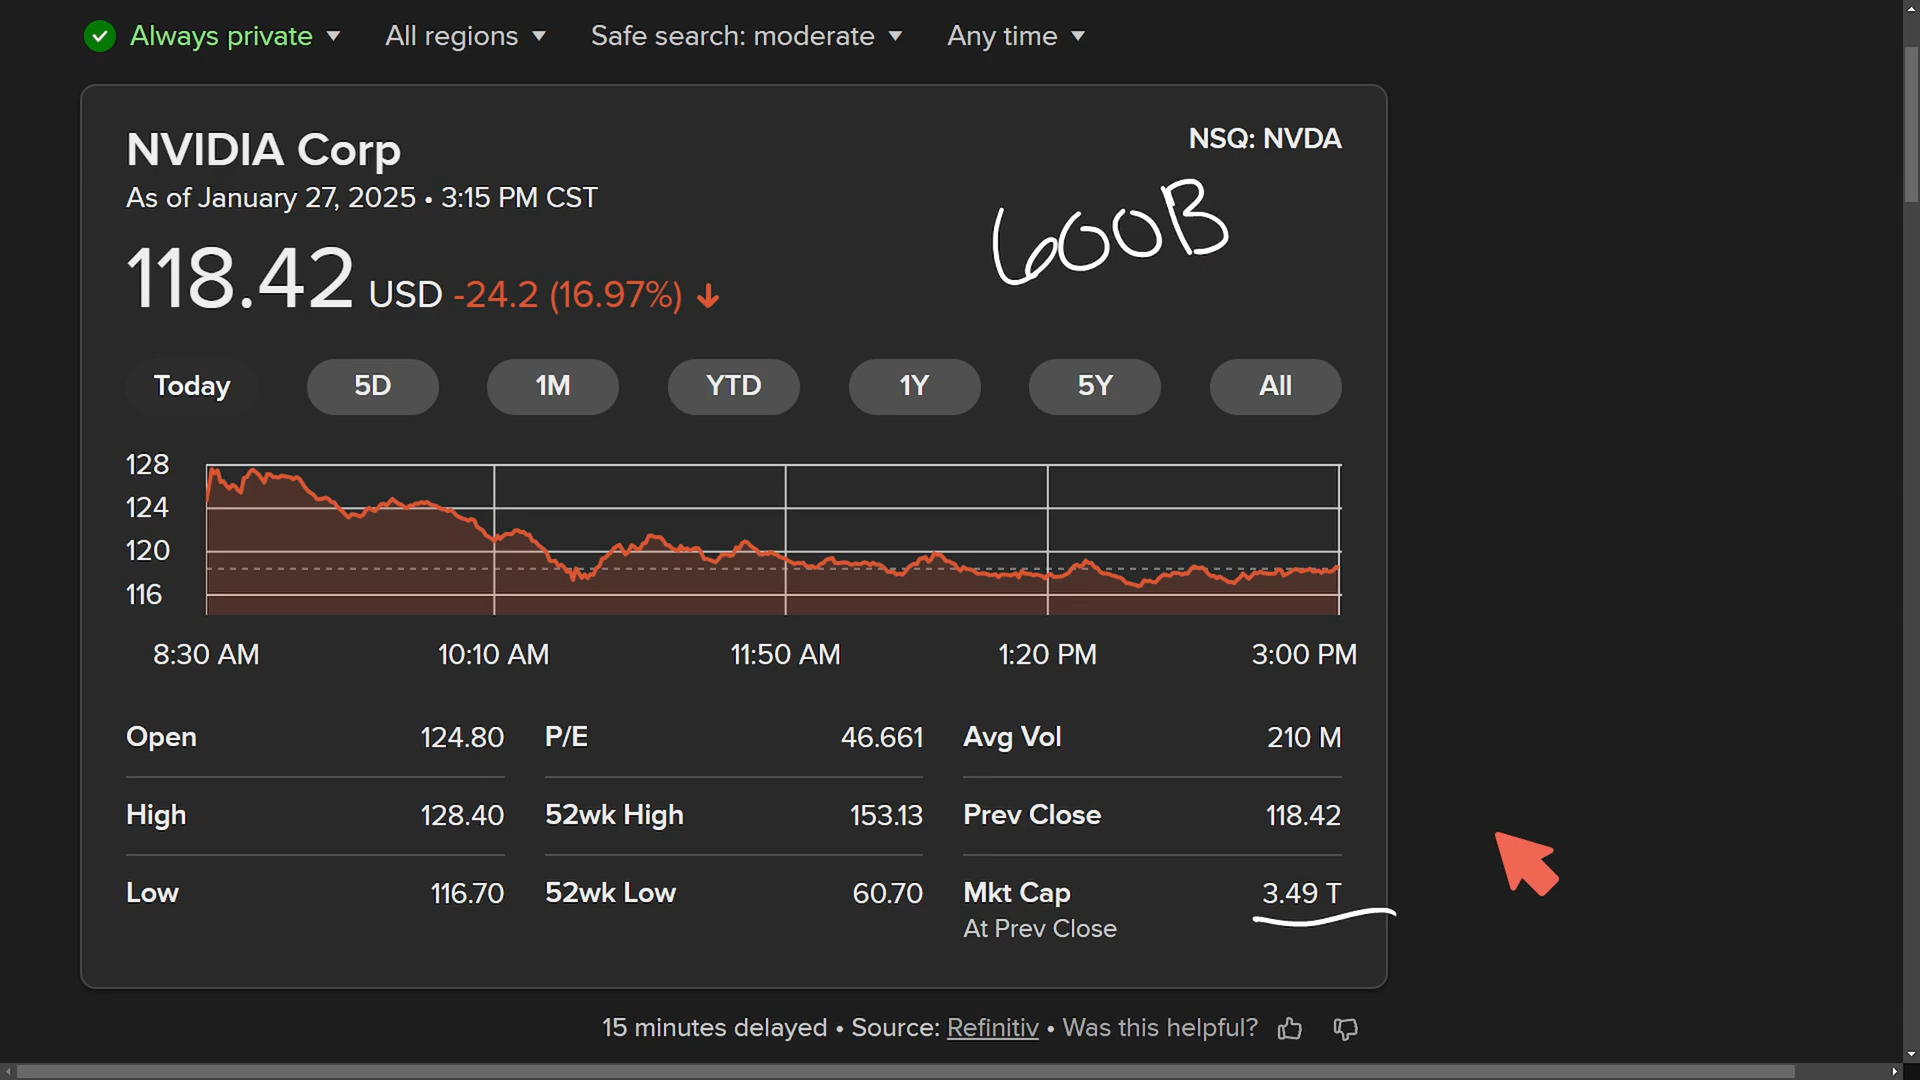 Always private All regions Safe search: moderate Any time
NVIDIA Corp NSQ: NVDA
As of January 27, 2025 • 3:15 PM CST
600B
118.42 USD -24.2 (16.97%)
Today 5D 1M YTD 1Y 5Y All
128
124
120
116
8:30 AM 10:10 AM 11:50 AM 1:20 PM 3:00 PM
Open 124.80 P/E 46.661 Avg Vol 210 M
High 128.40 52wk High 153.13 Prev Close 118.42
Low 116.70 52wk Low 60.70 Mkt Cap 3.49 T
At Prev Close
15 minutes delayed • Source: Refinitiv • Was this helpful?